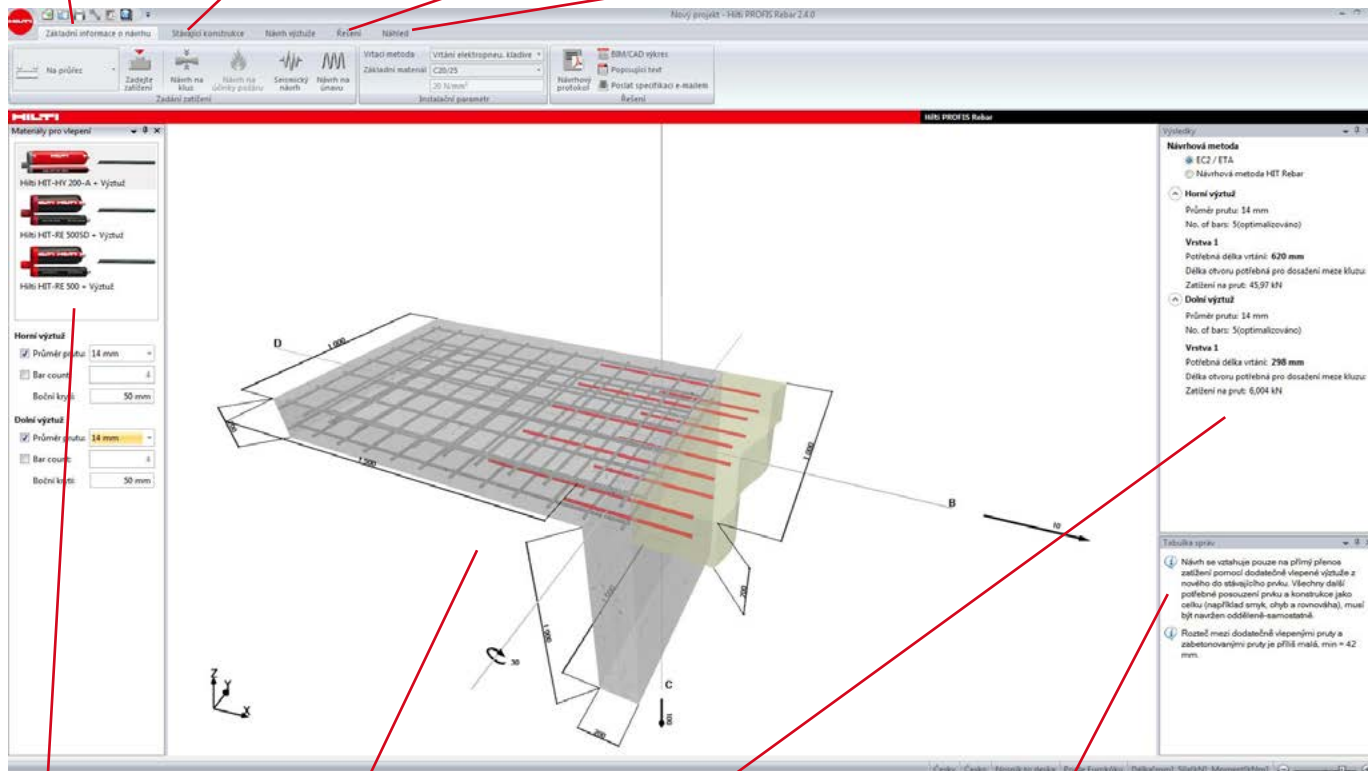 Nový projekt - Hilti PROFIS Rebar 2.4.0
Základní informace o návrhu
Stávající konstrukce
Návrh výztuže
Řešení
Náhled
Na průřez
Zadejte zatížení
Návrh na kluz
Návrh na účinky požáru
Seismický návrh
Návrh na únavu
Zadání zatížení
Vrtací metoda
Vrtání elektropneu. kladive
Základní materiál
C20/25
20 N/mm²
Instalační parametr
Návrhový protokol
BIM/CAD výkres
Popisující text
Poslat specifikaci e-mailem
Řešení
HILTI
Hilti PROFIS Rebar
Materiály pro vlepení
Hilti HIT-HY 200-A + Výztuž
Hilti HIT-RE 500SD + Výztuž
Hilti HIT-RE 500 + Výztuž
Horní výztuž
Průměr prutu: 14 mm
Bar count: 4
Boční krytí: 50 mm
Dolní výztuž
Průměr prutu: 14 mm
Bar count: 4
Boční krytí: 50 mm
D
1 000
1 500
1 000
B
10
200
1 500
1 000
30
C
100
200
Z
Y
X
Výsledky
Návrhová metoda
EC2 / ETA
Návrhová metoda HIT Rebar
Horní výztuž
Průměr prutu: 14 mm
No. of bars: 5(optimalizováno)
Vrstva 1
Potřebná délka vrtání: 620 mm
Délka otvoru potřebná pro dosažení meze kluzu:
Zatížení na prut: 45,97 kN
Dolní výztuž
Průměr prutu: 14 mm
No. of bars: 5(optimalizováno)
Vrstva 1
Potřebná délka vrtání: 298 mm
Délka otvoru potřebná pro dosažení meze kluzu:
Zatížení na prut: 6,004 kN
Tabulka zpráv
Návrh se vztahuje pouze na přímý přenos
zatížení pomocí dodatečně vlepené výztuže z
nového do stávajícího prvku. Všechny další
potřebné posouzení prvku a konstrukce jako
celku (například smyk, ohyb a rovnováha), musí
být navržen odděleně-samostatně.
Rozteč mezi dodatečně vlepenými pruty a
zabetonovanými pruty je příliš malá, min = 42
mm.